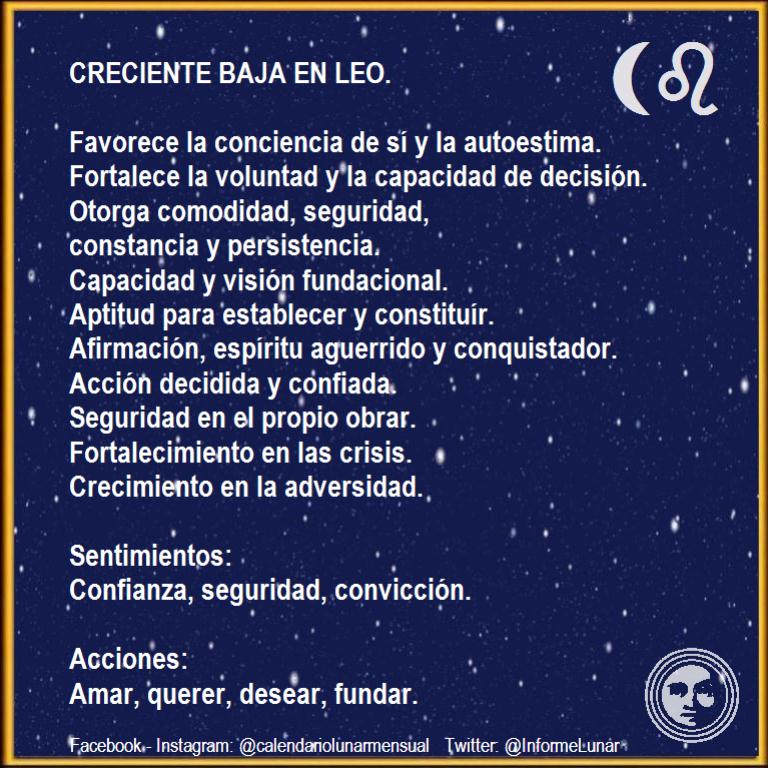 CRECIENTE BAJA EN LEO.
Favorece la conciencia de sí y la autoestima.
Fortalece la voluntad y la capacidad de decisión.
Otorga comodidad, seguridad,
constancia y persistencia.
Capacidad y visión fundacional.
Aptitud para establecer y constituír.
Afirmación, espíritu aguerrido y conquistador.
Acción decidida y confiada.
Seguridad en el propio obrar.
Fortalecimiento en las crisis.
Crecimiento en la adversidad.
Sentimientos:
Confianza, seguridad, convicción.
Acciones:
Amar, querer, desear, fundar.
Facebook - Instagram: @calendariolunarmensual Twitter: @InformeLunar